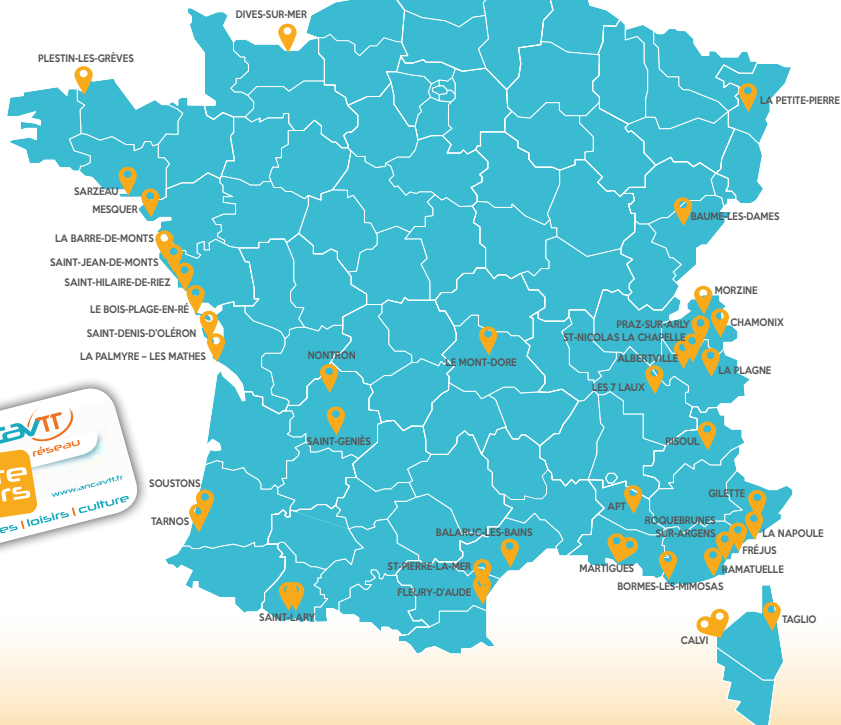 DIVES-SUR-MER
PLESTIN-LES-GRÈVES
LA PETITE-PIERRE
SARZEAU
MESQUER
BAUME-LES-DAMES
LA BARRE-DE-MONTS
SAINT-JEAN-DE-MONTS
SAINT-HILAIRE-DE-RIEZ
MORZINE
LE BOIS-PLAGE-EN-RÉ
PRAZ-SUR-ARLY
CHAMONIX
SAINT-DENIS-D'OLÉRON
ST-NICOLAS LA CHAPELLE
LA PALMYRE – LES MATHES
NONTRON
LE MONT-DORE
ALBERTVILLE
LA PLAGNE
LES 7 LAUX
réseau
SAINT-GENIÈS
RISOUL
www.ancavtt.fr
loisirs | culture
SOUSTONS
TARNOS
GILETTE
APT
ROQUEBRUNES
SUR-ARGENS
LA NAPOULE
BALARUC-LES-BAINS
FRÉJUS
ST-PIERRE-LA-MER
MARTIGUES
RAMATUELLE
FLEURY-D'AUDE
BORMES-LES-MIMOSAS
SAINT-LARY
TAGLIO
CALVI